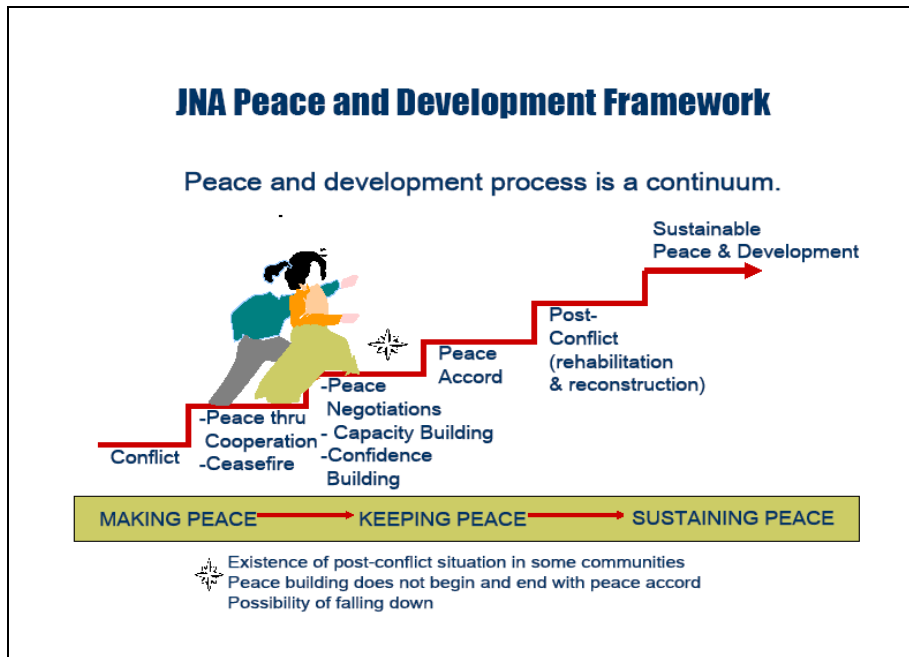 JNA Peace and Development Framework
Peace and development process is a continuum.
Sustainable
Peace & Development
Post-
Conflict
(rehabilitation
& reconstruction)
Peace
Accord
-Peace
Negotiations
- Capacity Building
-Confidence
Building
-Peace thru
Cooperation
-Ceasefire
Conflict
MAKING PEACE
KEEPING PEACE
SUSTAINING PEACE
Existence of post-conflict situation in some communities
Peace building does not begin and end with peace accord
Possibility of falling down